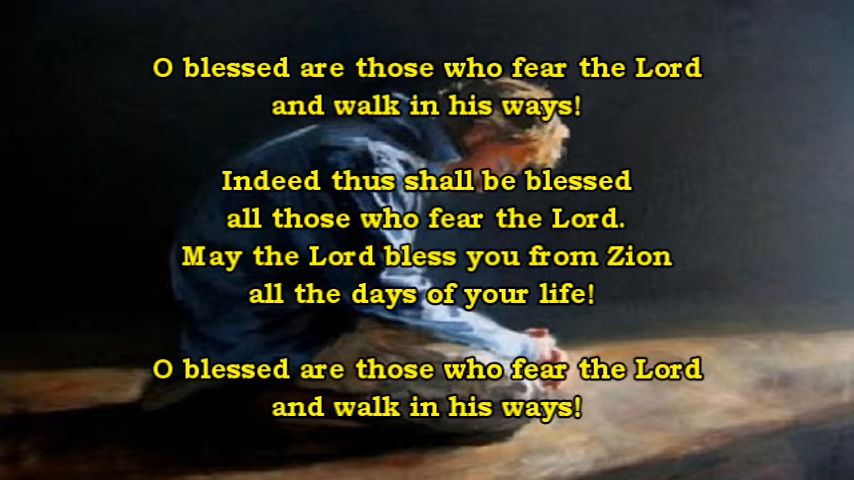 O blessed are those who fear the Lord
and walk in his ways!
Indeed thus shall be blessed
all those who fear the Lord.
May the Lord bless you from Zion
all the days of your life!
O blessed are those who fear the Lord
and walk in his ways!